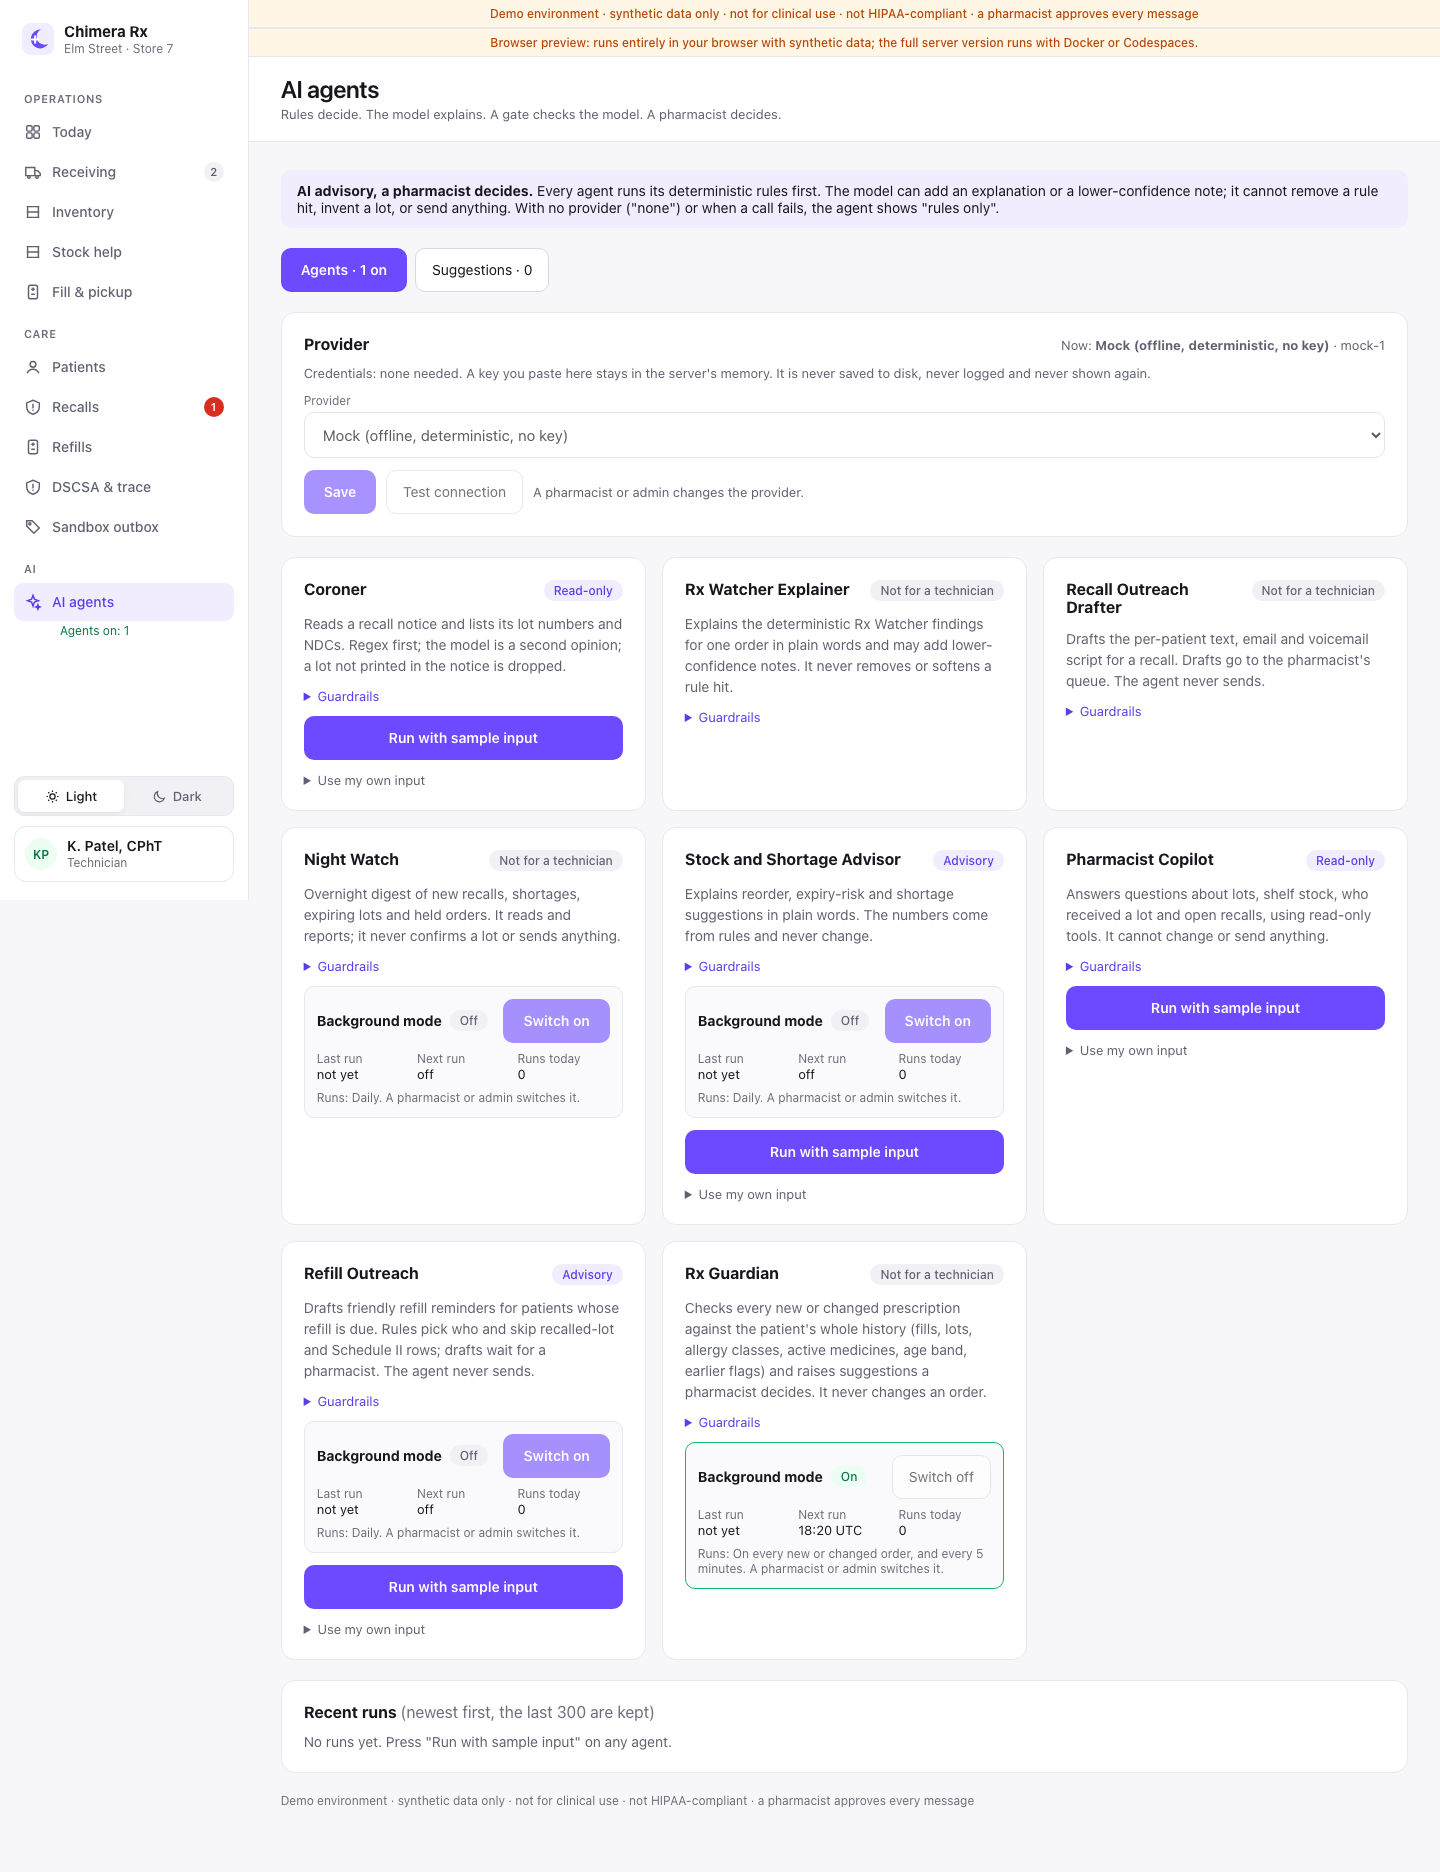 Chimera Rx
Elm Street · Store 7
OPERATIONS
Today
Receiving 2
Inventory
Stock help
Fill & pickup
CARE
Patients
Recalls 1
Refills
DSCSA & trace
Sandbox outbox
AI
AI agents
Agents on: 1
Light Dark
KP
K. Patel, CPhT
Technician
Demo environment · synthetic data only · not for clinical use · not HIPAA-compliant · a pharmacist approves every message
Browser preview: runs entirely in your browser with synthetic data; the full server version runs with Docker or Codespaces.
AI agents
Rules decide. The model explains. A gate checks the model. A pharmacist decides.
AI advisory, a pharmacist decides. Every agent runs its deterministic rules first. The model can add an explanation or a lower-confidence note; it cannot remove a rule
hit, invent a lot, or send anything. With no provider ("none") or when a call fails, the agent shows "rules only".
Agents · 1 on Suggestions · 0
Provider Now: Mock (offline, deterministic, no key) · mock-1
Credentials: none needed. A key you paste here stays in the server's memory. It is never saved to disk, never logged and never shown again.
Provider
Mock (offline, deterministic, no key)
Save Test connection A pharmacist or admin changes the provider.
Coroner Read-only
Reads a recall notice and lists its lot numbers and
NDCs. Regex first; the model is a second opinion;
a lot not printed in the notice is dropped.
Guardrails
Run with sample input
Use my own input
Rx Watcher Explainer Not for a technician
Explains the deterministic Rx Watcher findings
for one order in plain words and may add lower-
confidence notes. It never removes or softens a
rule hit.
Guardrails
Recall Outreach
Drafter
Not for a technician
Drafts the per-patient text, email and voicemail
script for a recall. Drafts go to the pharmacist's
queue. The agent never sends.
Guardrails
Night Watch Not for a technician
Overnight digest of new recalls, shortages,
expiring lots and held orders. It reads and
reports; it never confirms a lot or sends anything.
Guardrails
Background mode Off Switch on
Last run Next run Runs today
not yet off 0
Runs: Daily. A pharmacist or admin switches it.
Stock and Shortage Advisor Advisory
Explains reorder, expiry-risk and shortage
suggestions in plain words. The numbers come
from rules and never change.
Guardrails
Background mode Off Switch on
Last run Next run Runs today
not yet off 0
Runs: Daily. A pharmacist or admin switches it.
Run with sample input
Use my own input
Pharmacist Copilot Read-only
Answers questions about lots, shelf stock, who
received a lot and open recalls, using read-only
tools. It cannot change or send anything.
Guardrails
Run with sample input
Use my own input
Refill Outreach Advisory
Drafts friendly refill reminders for patients whose
refill is due. Rules pick who and skip recalled-lot
and Schedule II rows; drafts wait for a
pharmacist. The agent never sends.
Guardrails
Background mode Off Switch on
Last run Next run Runs today
not yet off 0
Runs: Daily. A pharmacist or admin switches it.
Run with sample input
Use my own input
Rx Guardian Not for a technician
Checks every new or changed prescription
against the patient's whole history (fills, lots,
allergy classes, active medicines, age band,
earlier flags) and raises suggestions a
pharmacist decides. It never changes an order.
Guardrails
Background mode On Switch off
Last run Next run Runs today
not yet 18:20 UTC 0
Runs: On every new or changed order, and every 5
minutes. A pharmacist or admin switches it.
Recent runs (newest first, the last 300 are kept)
No runs yet. Press "Run with sample input" on any agent.
Demo environment · synthetic data only · not for clinical use · not HIPAA-compliant · a pharmacist approves every message